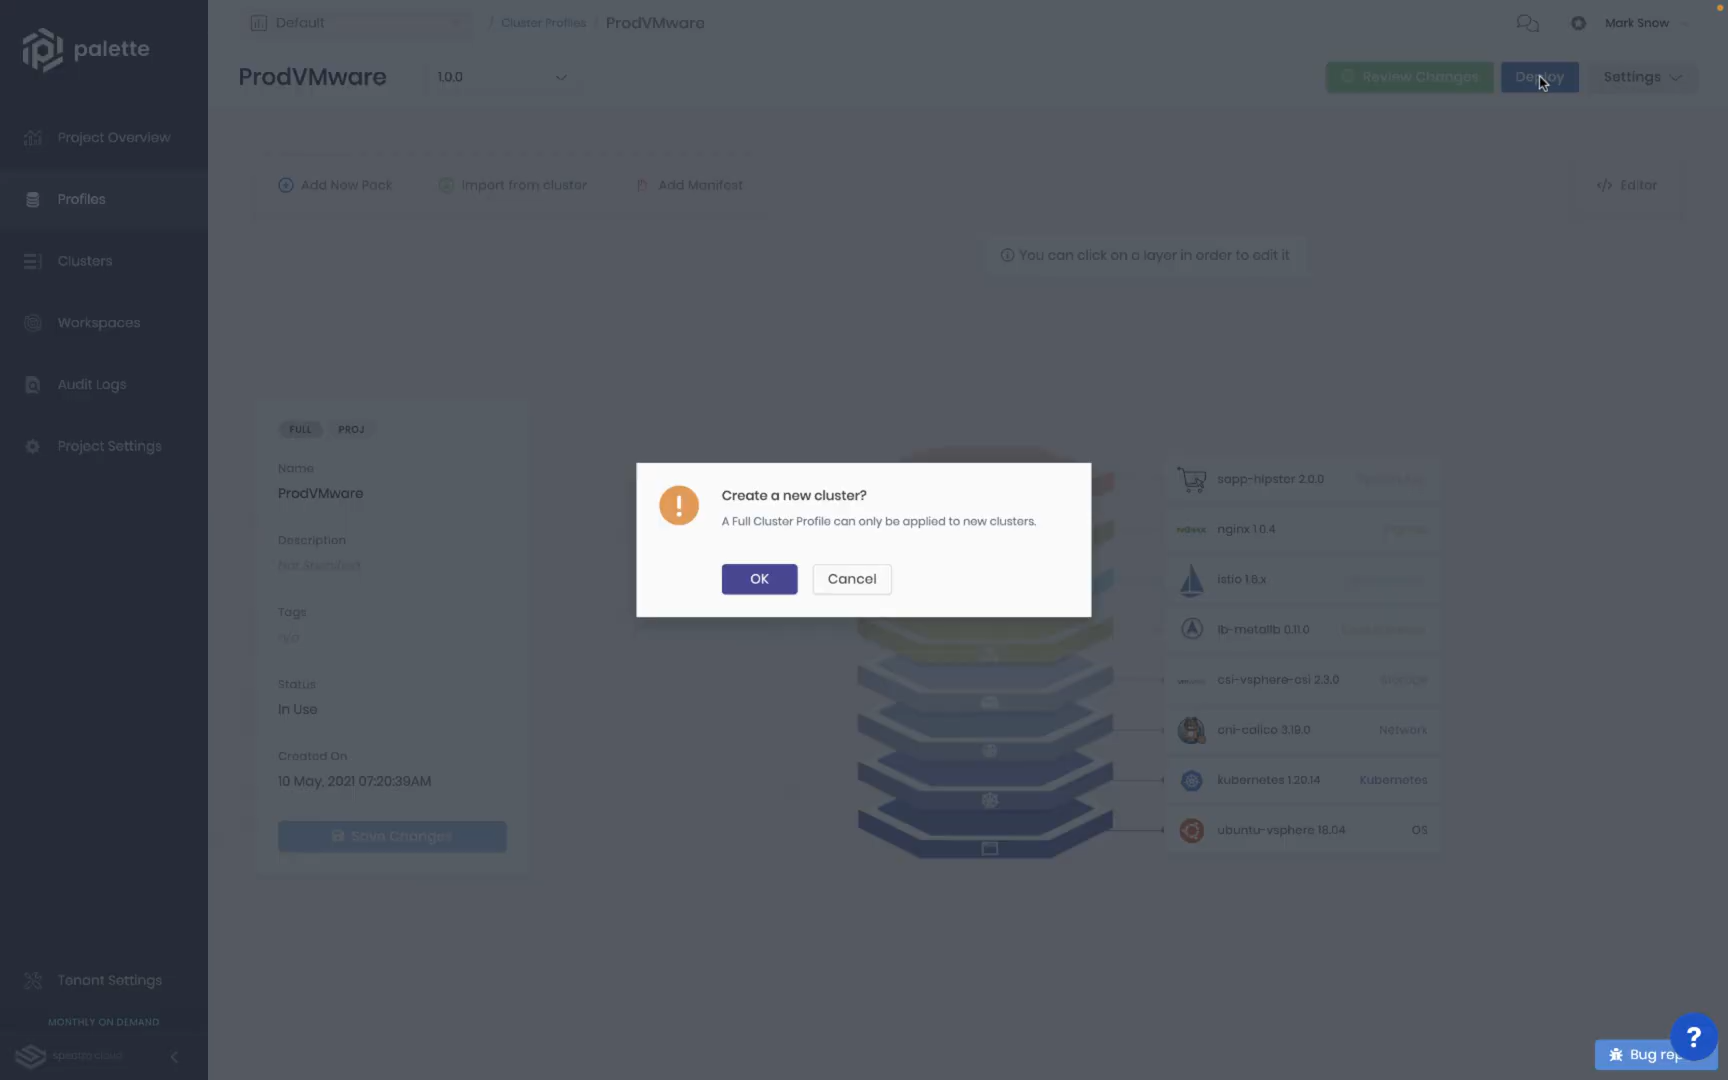 palette
Project Overview
Profiles
Clusters
Workspaces
Audit Logs
Project Settings
Tenant Settings
MONTHLY ON DEMAND
spectro cloud
Default
/ Cluster Profiles / ProdVMware
Mark Snow
ProdVMware
1.0.0
Review Changes
Deploy
Settings
Add New Pack
Import from cluster
Add Manifest
</> Editor
You can click on a layer in order to edit it
FULL
PROJ
Name
ProdVMware
Description
Not Specified
Tags
n/a
Status
In Use
Created On
10 May, 2021 07:20:39AM
Save Changes
Create a new cluster?
A Full Cluster Profile can only be applied to new clusters.
OK
Cancel
sapp-hipster 2.0.0
nginx 1.0.4
istio 1.6.x
lb-metallb 0.11.0
csi-vsphere-csi 2.3.0 Storage
cni-calico 3.19.0 Network
kubernetes 1.20.14 Kubernetes
ubuntu-vsphere 18.04 OS
?
Bug rep